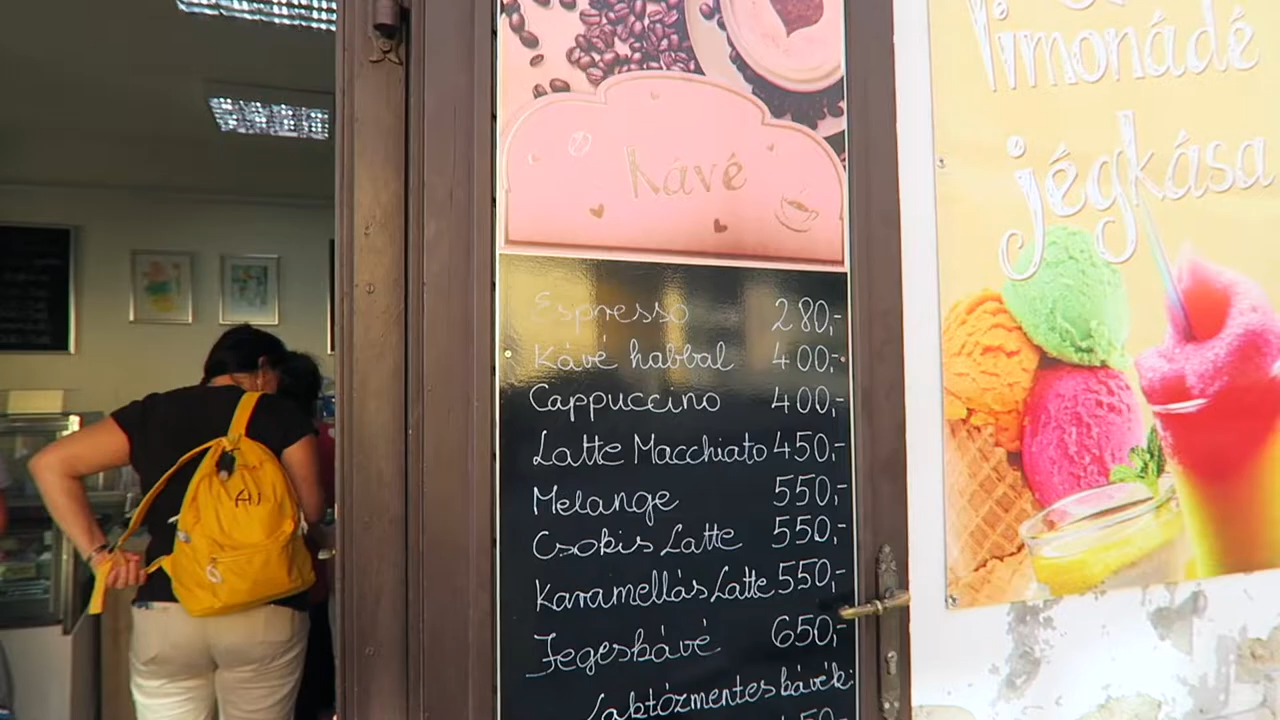 Kávé
Espresso 280,-
Kávé habbal 400,-
Cappuccino 400,-
Latte Macchiato 450,-
Melange 550,-
Csokis Latte 550,-
Karamellás Latte 550,-
Jegeskávé 650,-
Laktózmentes kávék:
limonádé
jégkása